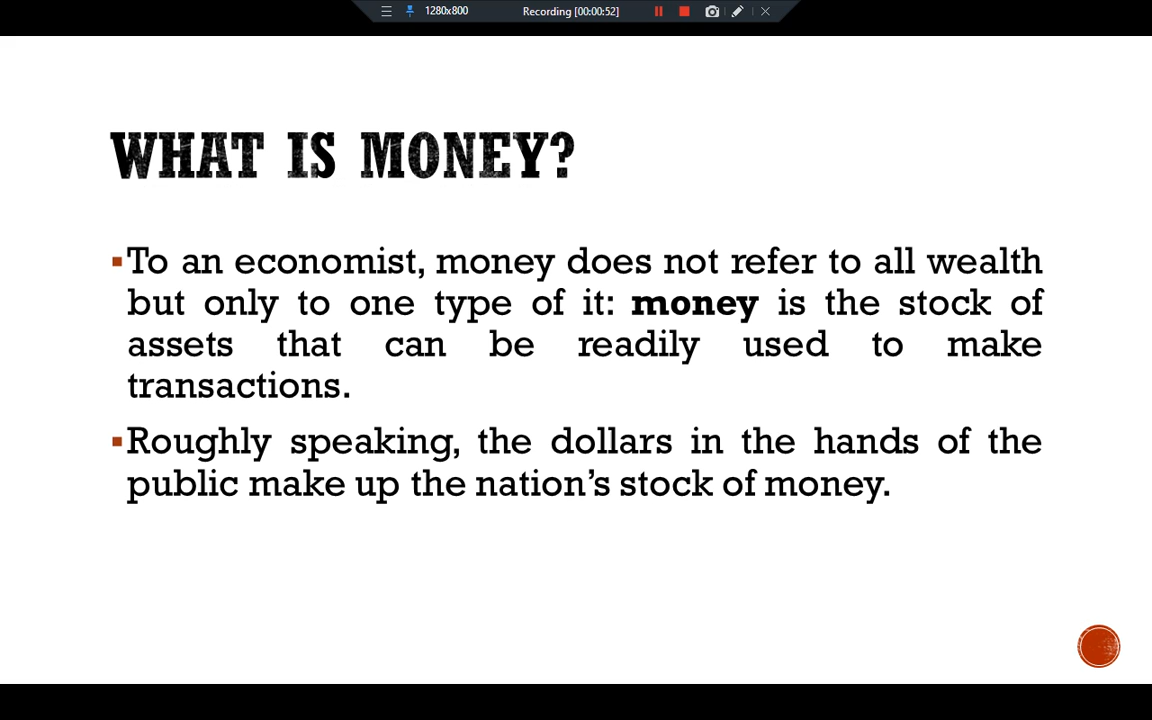 1280x800 Recording [00:00:52]
WHAT IS MONEY?
▪To an economist, money does not refer to all wealth
but only to one type of it: money is the stock of
assets that can be readily used to make
transactions.
▪Roughly speaking, the dollars in the hands of the
public make up the nation’s stock of money.